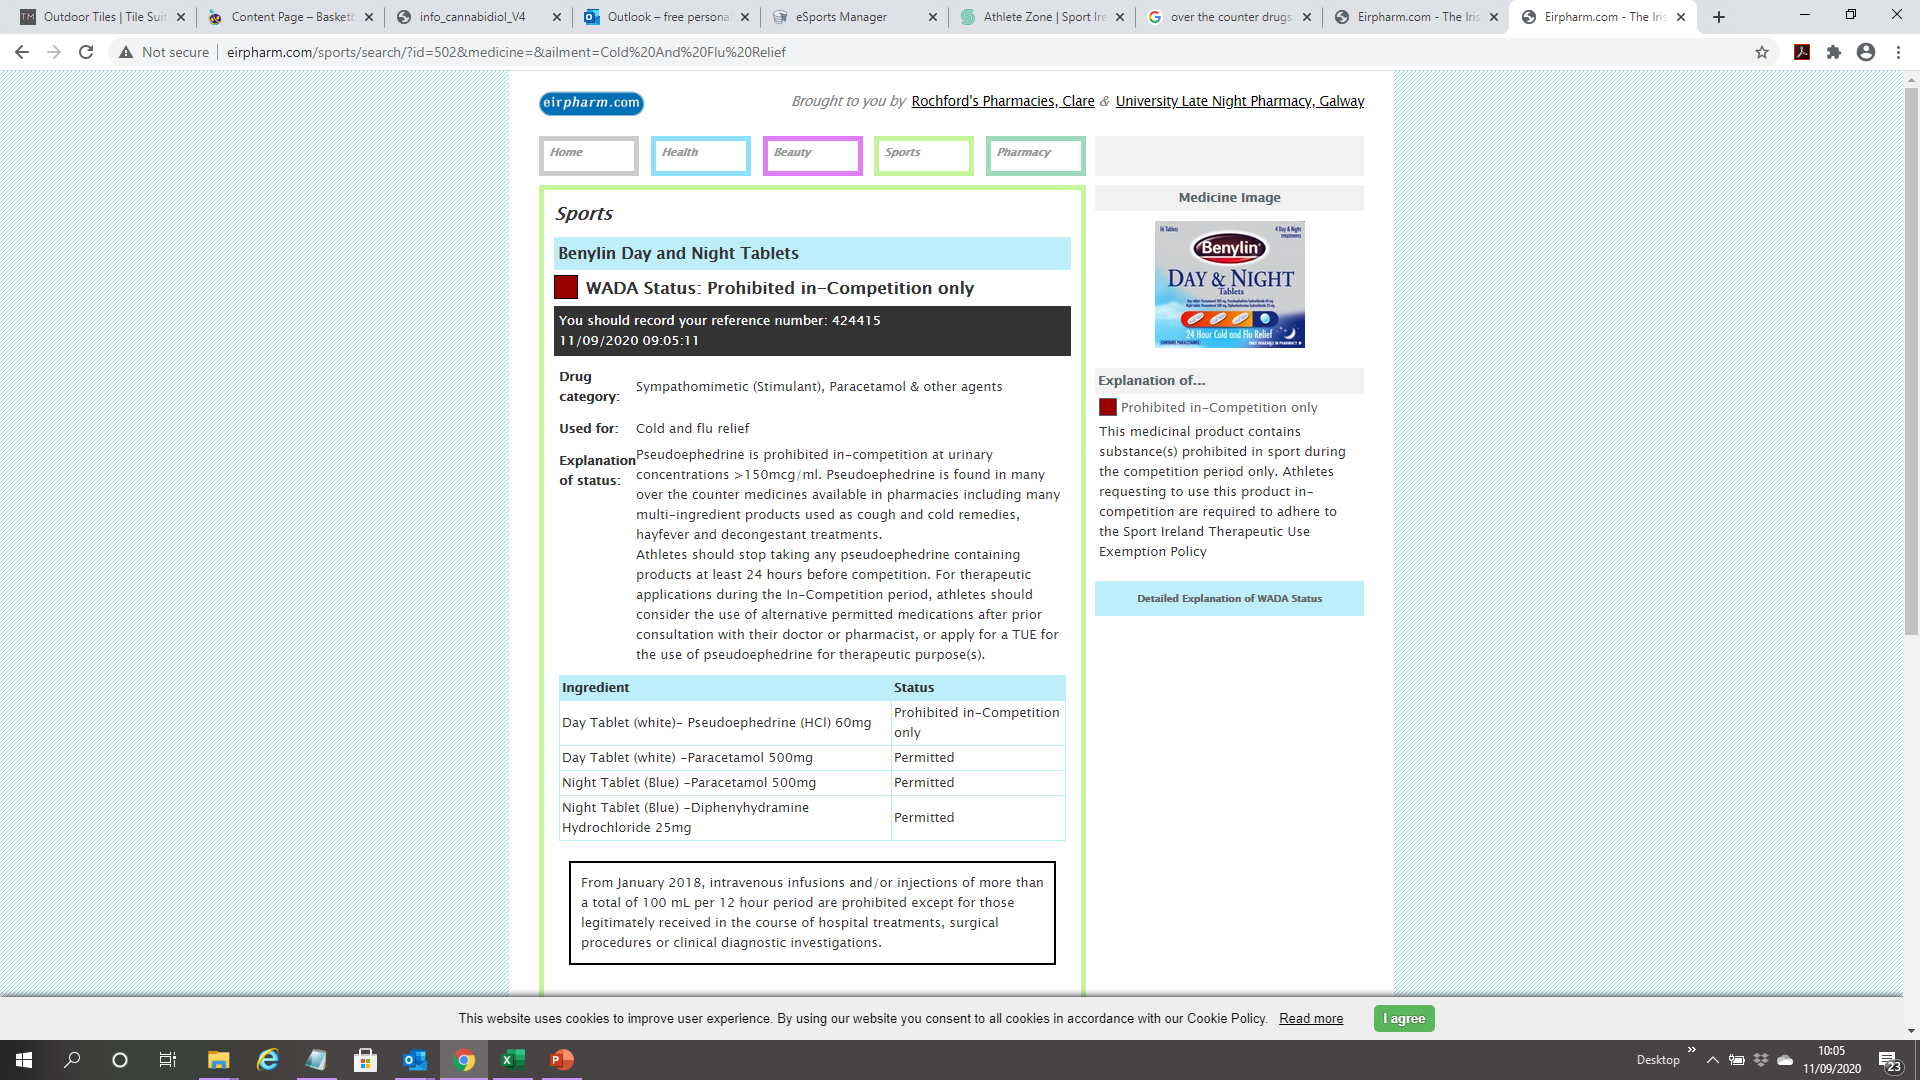 Outdoor Tiles | Tile Suit
Content Page – Basketb
info_cannabidiol_V4
Outlook – free personal
eSports Manager
Athlete Zone | Sport Ire
over the counter drugs
Eirpharm.com - The Iris
Eirpharm.com - The Iris
Not secure
eirpharm.com/sports/search/?id=502&medicine=&ailment=Cold%20And%20Flu%20Relief
eirpharm.com
Brought to you by Rochford's Pharmacies, Clare & University Late Night Pharmacy, Galway
Home
Health
Beauty
Sports
Pharmacy
Sports
Benylin Day and Night Tablets
WADA Status: Prohibited in-Competition only
You should record your reference number: 424415
11/09/2020 09:05:11
Drug
category:
Sympathomimetic (Stimulant), Paracetamol & other agents
Used for:
Cold and flu relief
Explanation
of status:
Pseudoephedrine is prohibited in-competition at urinary
concentrations >150mcg/ml. Pseudoephedrine is found in many
over the counter medicines available in pharmacies including many
multi-ingredient products used as cough and cold remedies,
hayfever and decongestant treatments.
Athletes should stop taking any pseudoephedrine containing
products at least 24 hours before competition. For therapeutic
applications during the In-Competition period, athletes should
consider the use of alternative permitted medications after prior
consultation with their doctor or pharmacist, or apply for a TUE for
the use of pseudoephedrine for therapeutic purpose(s).
Ingredient Status
Day Tablet (white)- Pseudoephedrine (HCl) 60mg
Prohibited in-Competition
only
Day Tablet (white) -Paracetamol 500mg Permitted
Night Tablet (Blue) -Paracetamol 500mg Permitted
Night Tablet (Blue) -Diphenyhydramine
Hydrochloride 25mg
Permitted
From January 2018, intravenous infusions and/or injections of more than
a total of 100 mL per 12 hour period are prohibited except for those
legitimately received in the course of hospital treatments, surgical
procedures or clinical diagnostic investigations.
Medicine Image
16 Tablets
4 Day & Night
treatments
Benylin
DAY & NIGHT
Tablets
24 Hour Cold and Flu Relief
CONTAINS PARACETAMOL
ONLY AVAILABLE IN PHARMACY
Explanation of...
Prohibited in-Competition only
This medicinal product contains
substance(s) prohibited in sport during
the competition period only. Athletes
requesting to use this product in-
competition are required to adhere to
the Sport Ireland Therapeutic Use
Exemption Policy
Detailed Explanation of WADA Status
This website uses cookies to improve user experience. By using our website you consent to all cookies in accordance with our Cookie Policy. Read more
I agree
Desktop
10:05
11/09/2020
23